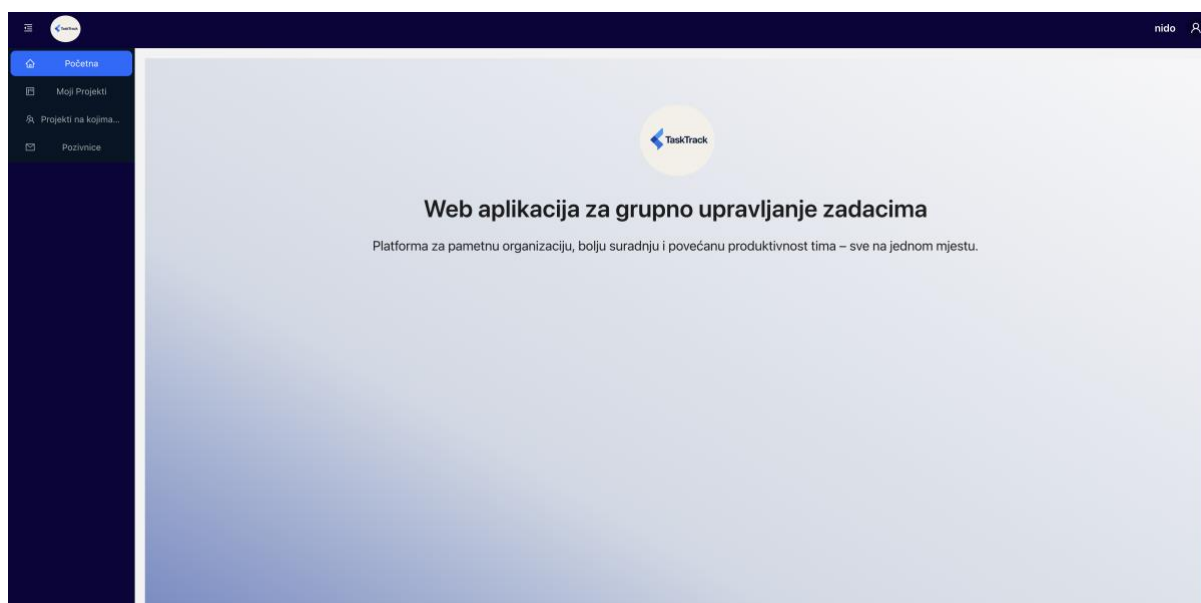 TaskTrack
nido
Početna
Moji Projekti
Projekti na kojima...
Pozivnice
TaskTrack
Web aplikacija za grupno upravljanje zadacima
Platforma za pametnu organizaciju, bolju suradnju i povećanu produktivnost tima – sve na jednom mjestu.